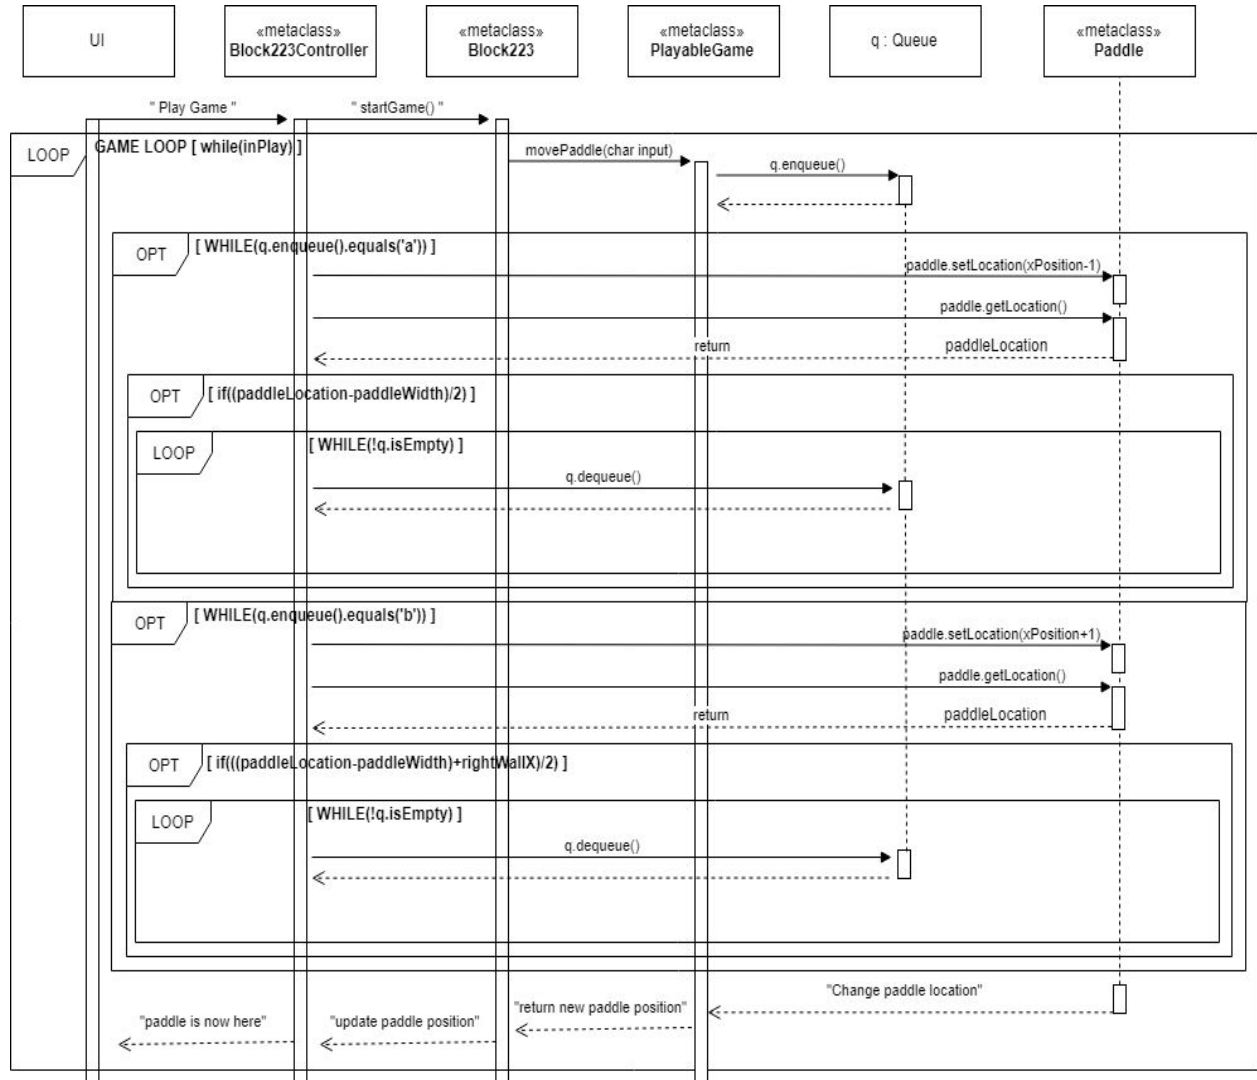 UI
«metaclass»
Block223Controller
«metaclass»
Block223
«metaclass»
PlayableGame
q : Queue
«metaclass»
Paddle
" Play Game "
" startGame() "
LOOP
GAME LOOP [ while(inPlay) ]
movePaddle(char input)
q.enqueue()
OPT
[ WHILE(q.enqueue().equals('a')) ]
paddle.setLocation(xPosition-1)
paddle.getLocation()
return
paddleLocation
OPT
[ if((paddleLocation-paddleWidth)/2) ]
LOOP
[ WHILE(!q.isEmpty) ]
q.dequeue()
OPT
[ WHILE(q.enqueue().equals('b')) ]
paddle.setLocation(xPosition+1)
paddle.getLocation()
return
paddleLocation
OPT
[ if(((paddleLocation-paddleWidth)+rightWallX)/2) ]
LOOP
[ WHILE(!q.isEmpty) ]
q.dequeue()
"Change paddle location"
"return new paddle position"
"update paddle position"
"paddle is now here"